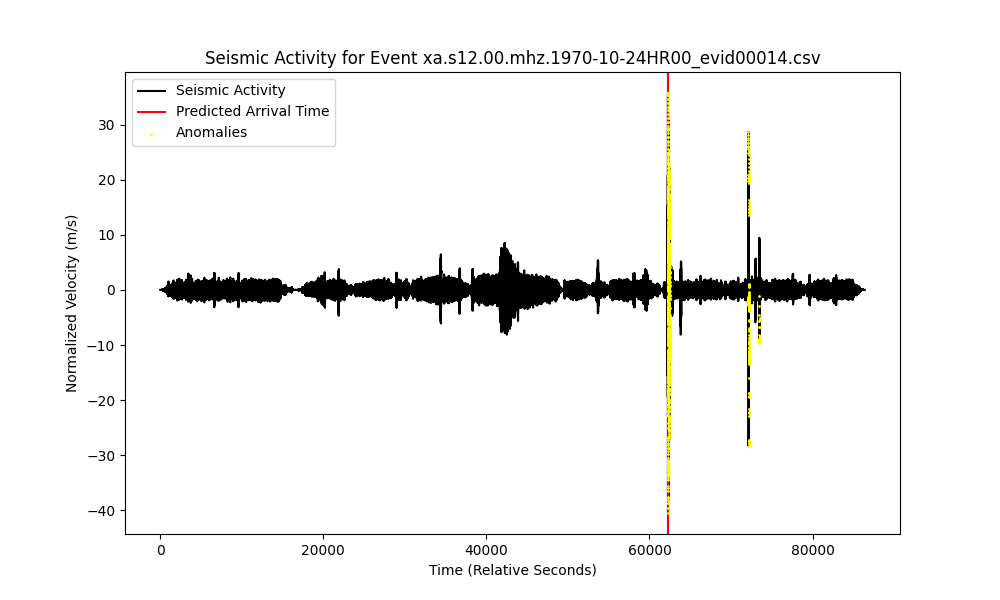 Seismic Activity for Event xa.s12.00.mhz.1970-10-24HR00_evid00014.csv
Seismic Activity
Predicted Arrival Time
Anomalies
Normalized Velocity (m/s)
30
20
10
0
−10
−20
−30
−40
0
20000
40000
60000
80000
Time (Relative Seconds)